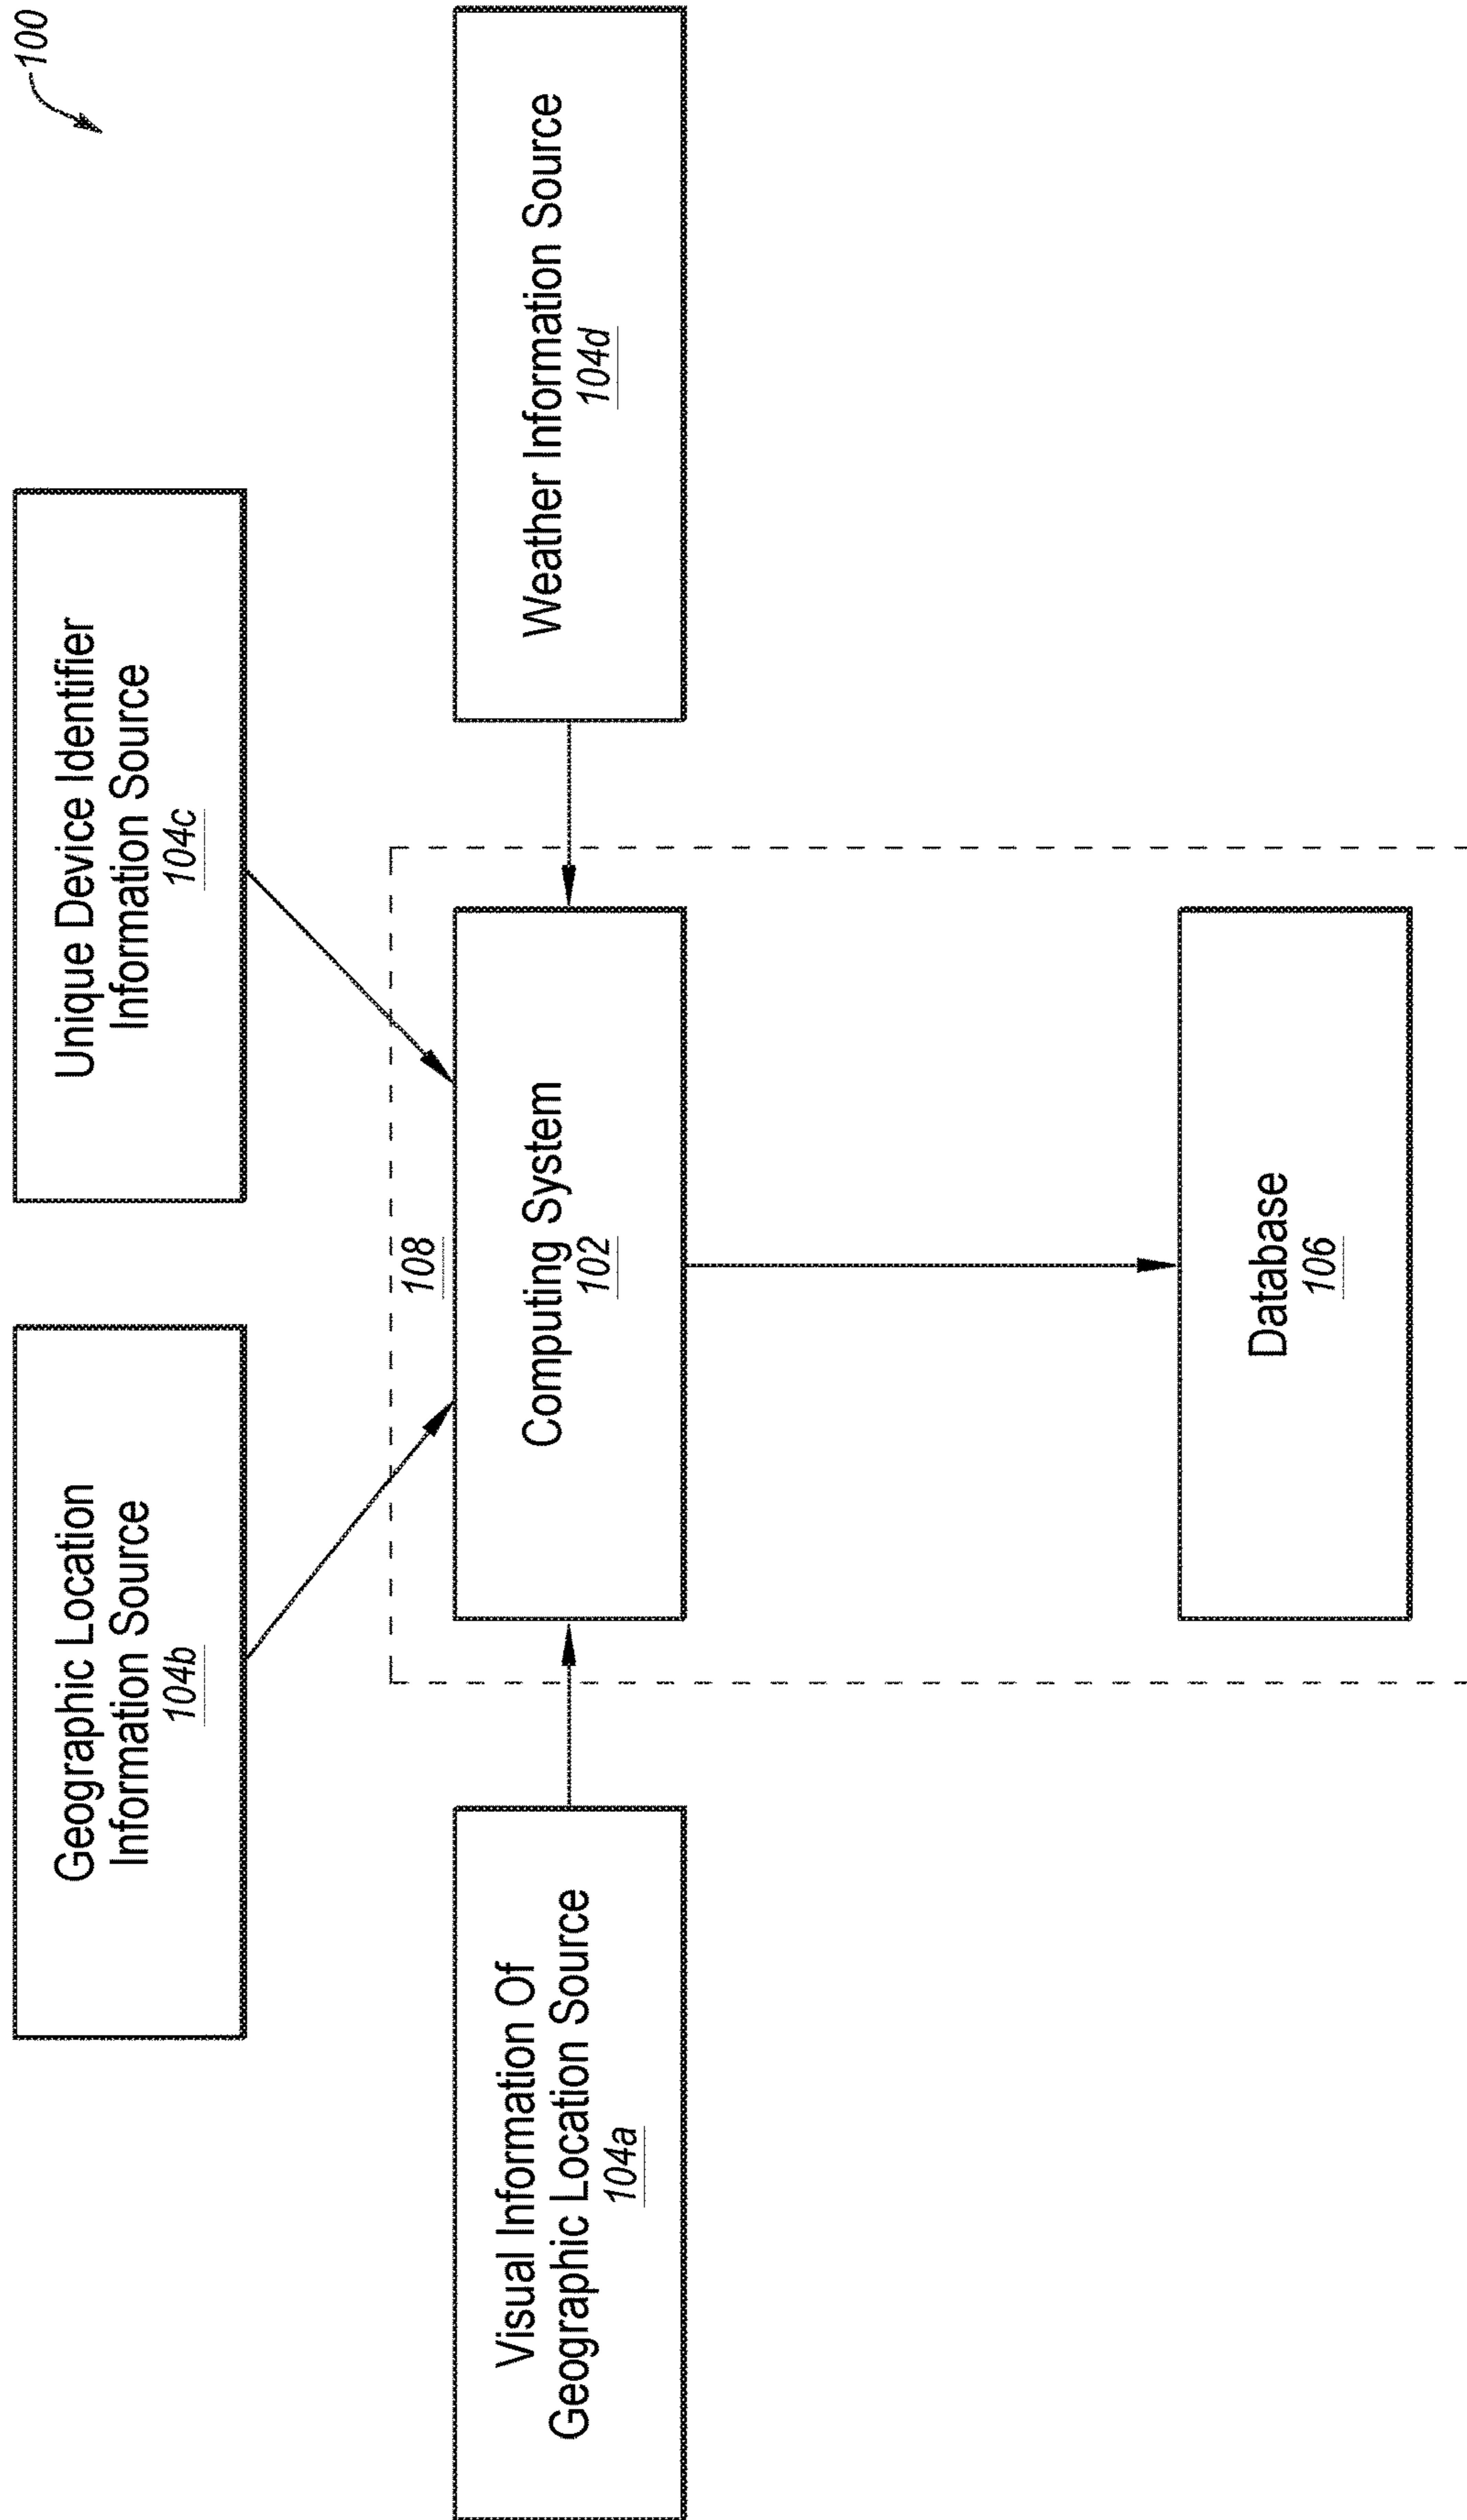 100
Geographic Location
Information Source
104b
Unique Device Identifier
Information Source
104c
108
Visual Information Of
Geographic Location Source
104a
Computing System
102
Weather Information Source
104d
Database
106